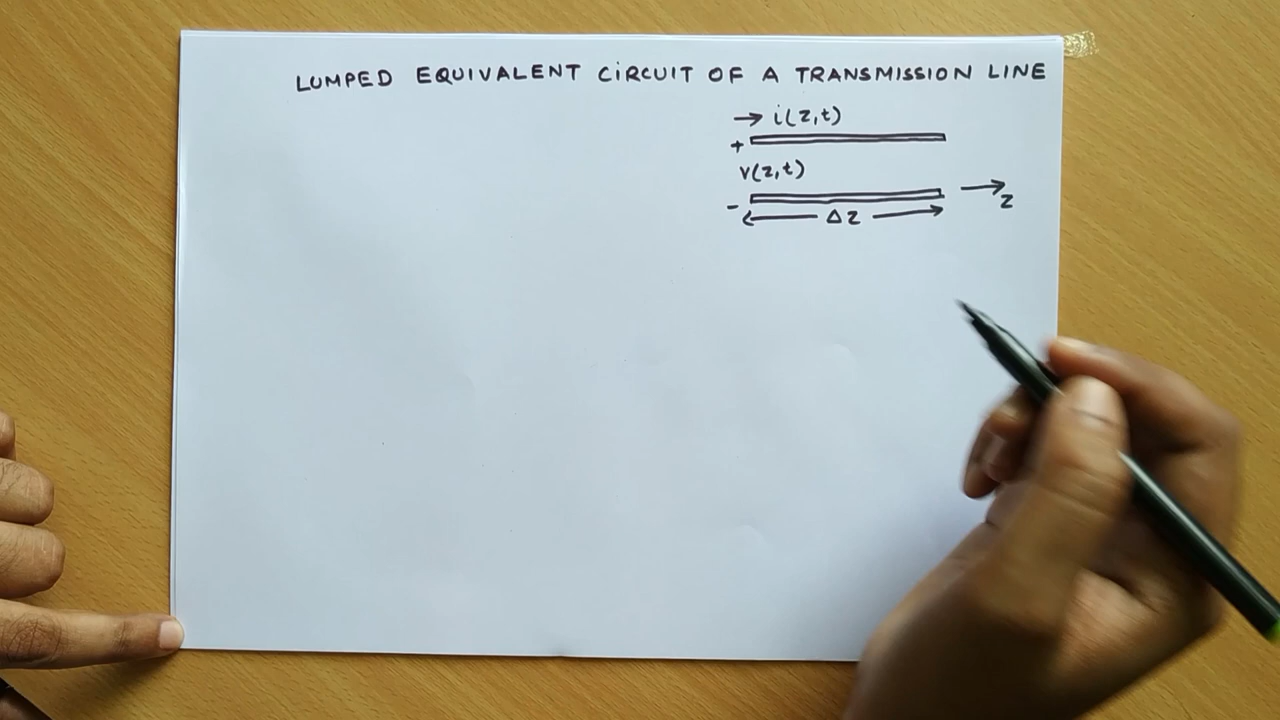 LUMPED EQUIVALENT CIRCUIT OF A TRANSMISSION LINE
→ i(z,t)
+
v(z,t)
→ z
-
← Δz →